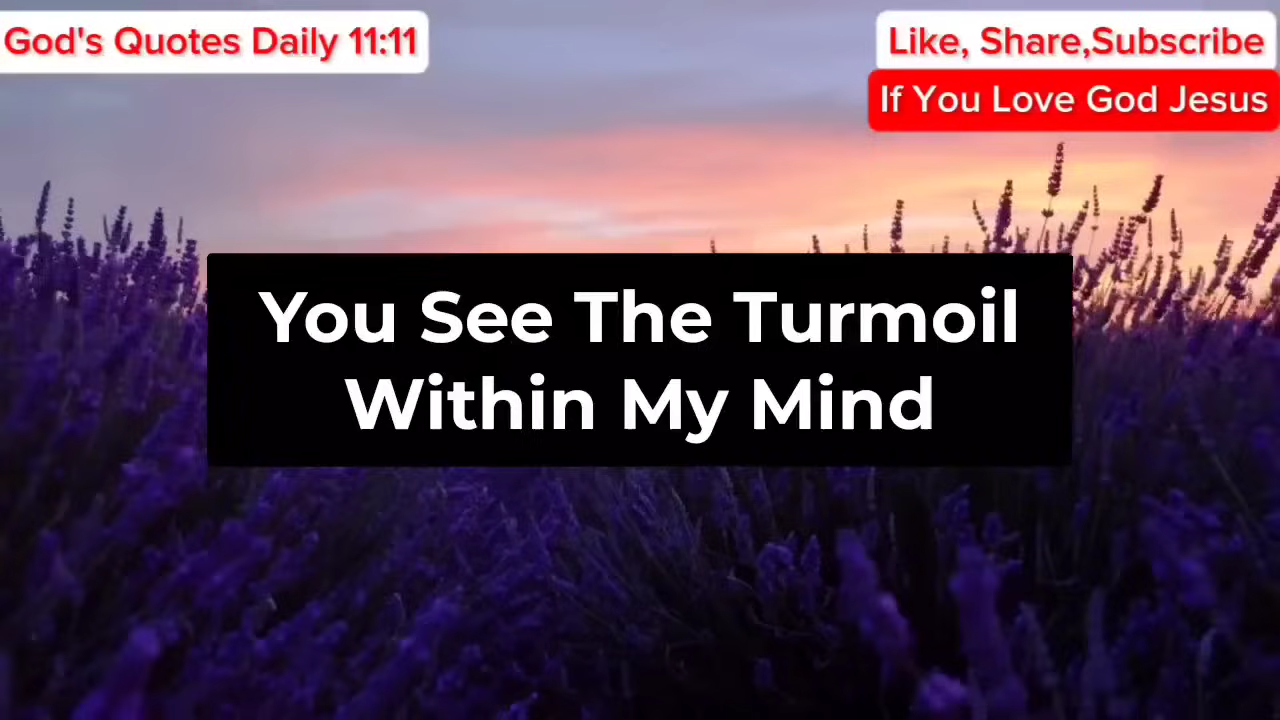 God's Quotes Daily 11:11
Like, Share,Subscribe
If You Love God Jesus
You See The Turmoil
Within My Mind